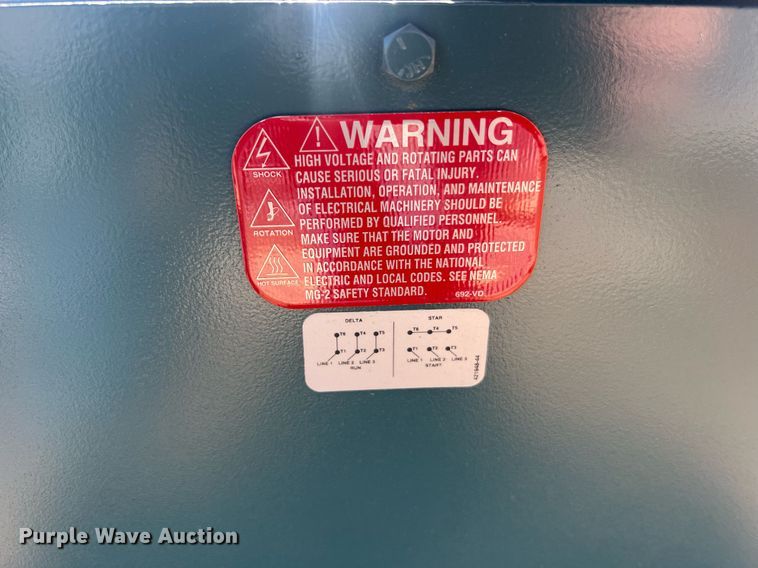 WARNING
SHOCK
ROTATION
HOT SURFACE
HIGH VOLTAGE AND ROTATING PARTS CAN
CAUSE SERIOUS OR FATAL INJURY.
INSTALLATION, OPERATION, AND MAINTENANCE
OF ELECTRICAL MACHINERY SHOULD BE
PERFORMED BY QUALIFIED PERSONNEL.
MAKE SURE THAT THE MOTOR AND
EQUIPMENT ARE GROUNDED AND PROTECTED
IN ACCORDANCE WITH THE NATIONAL
ELECTRIC AND LOCAL CODES. SEE NEMA
MG-2 SAFETY STANDARD.
692-VD
DELTA STAR
T6 T4 T5 T6 T4 T5
T1 T2 T3 T1 T2 T3
LINE 1 LINE 2 LINE 3 LINE 1 LINE 2 LINE 3
RUN START
421948-44
Purple Wave Auction